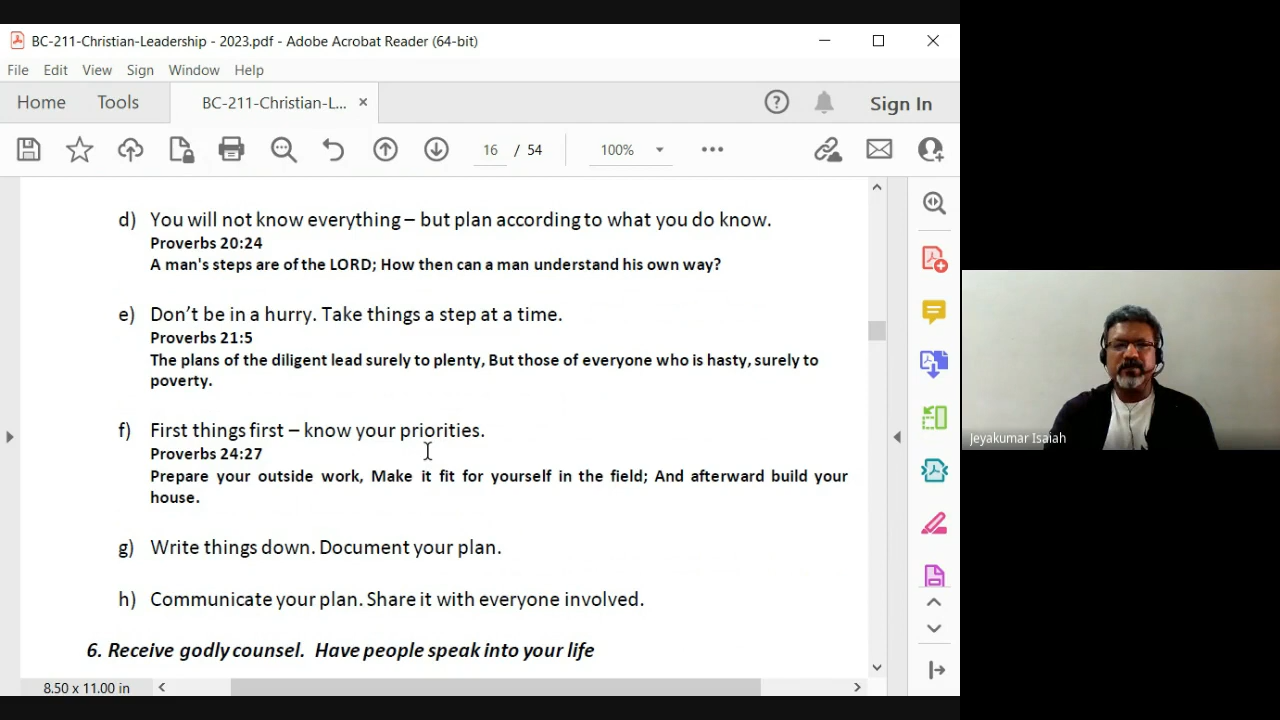 BC-211-Christian-Leadership - 2023.pdf - Adobe Acrobat Reader (64-bit)
File Edit View Sign Window Help
Home Tools BC-211-Christian-L... × Sign In
16 / 54 100%
d) You will not know everything – but plan according to what you do know.
Proverbs 20:24
A man's steps are of the LORD; How then can a man understand his own way?
e) Don’t be in a hurry. Take things a step at a time.
Proverbs 21:5
The plans of the diligent lead surely to plenty, But those of everyone who is hasty, surely to
poverty.
f) First things first – know your priorities.
Proverbs 24:27
Prepare your outside work, Make it fit for yourself in the field; And afterward build your
house.
g) Write things down. Document your plan.
h) Communicate your plan. Share it with everyone involved.
6. Receive godly counsel. Have people speak into your life
8.50 x 11.00 in
Jeyakumar Isaiah